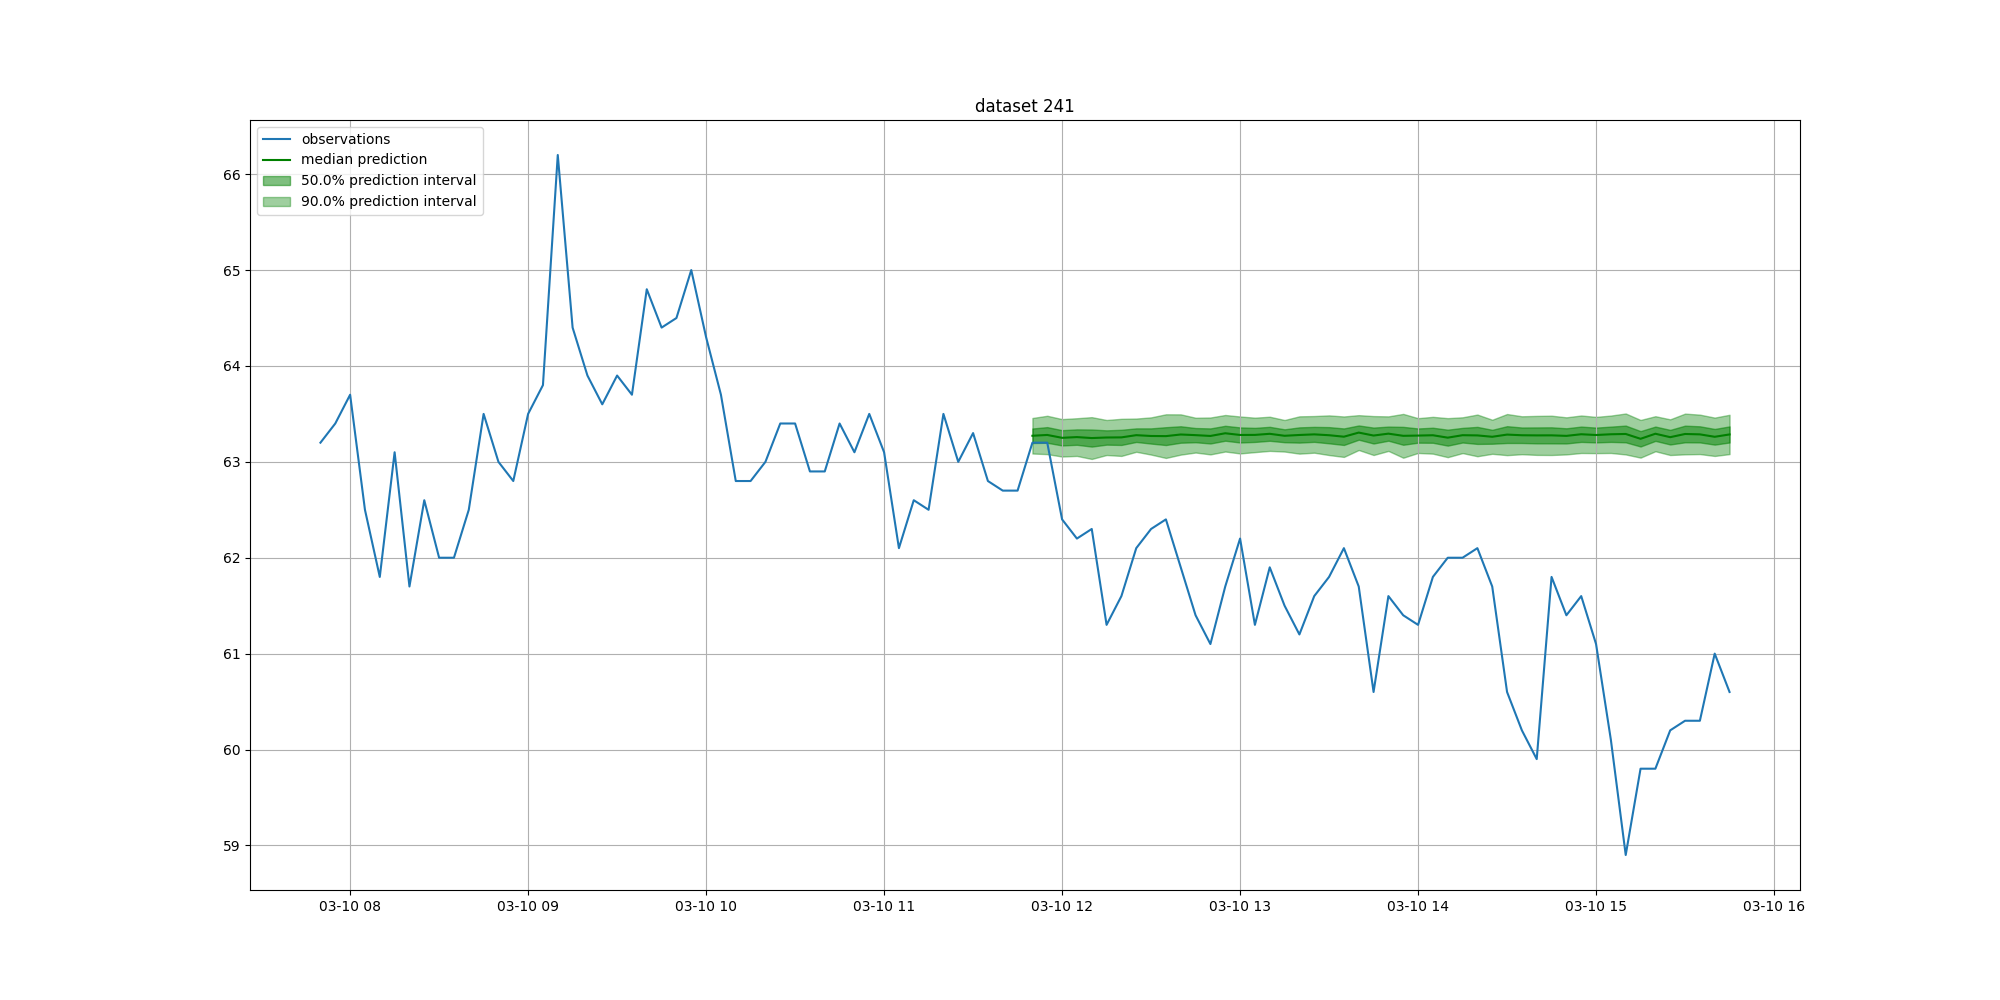 dataset 241
observations
median prediction
50.0% prediction interval
90.0% prediction interval
66
65
64
63
62
61
60
59
03-10 08 03-10 09 03-10 10 03-10 11 03-10 12 03-10 13 03-10 14 03-10 15 03-10 16